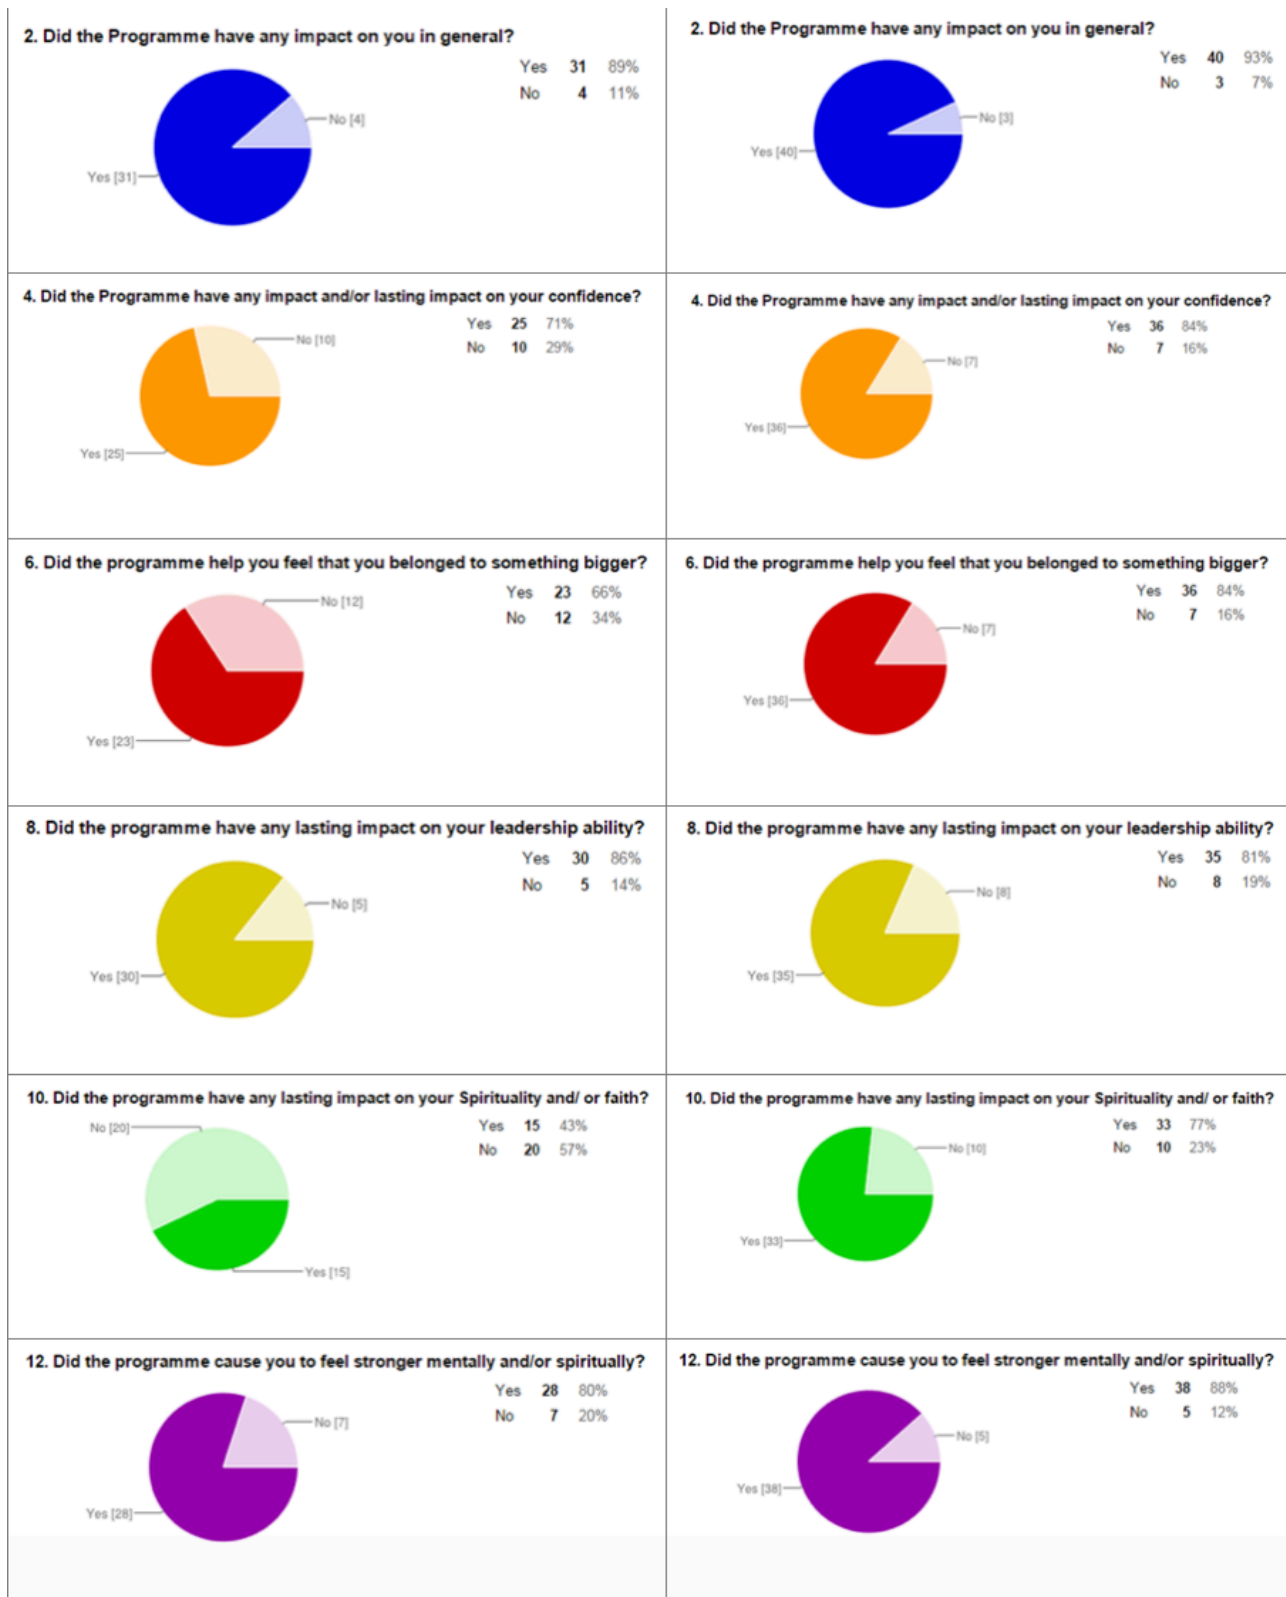 2. Did the Programme have any impact on you in general?
Yes 31 89%
No 4 11%
No [4]
Yes [31]
2. Did the Programme have any impact on you in general?
Yes 40 93%
No 3 7%
No [3]
Yes [40]
4. Did the Programme have any impact and/or lasting impact on your confidence?
Yes 25 71%
No 10 29%
No [10]
Yes [25]
4. Did the Programme have any impact and/or lasting impact on your confidence?
Yes 36 84%
No 7 16%
No [7]
Yes [36]
6. Did the programme help you feel that you belonged to something bigger?
Yes 23 66%
No 12 34%
No [12]
Yes [23]
6. Did the programme help you feel that you belonged to something bigger?
Yes 36 84%
No 7 16%
No [7]
Yes [36]
8. Did the programme have any lasting impact on your leadership ability?
Yes 30 86%
No 5 14%
No [5]
Yes [30]
8. Did the programme have any lasting impact on your leadership ability?
Yes 35 81%
No 8 19%
No [8]
Yes [35]
10. Did the programme have any lasting impact on your Spirituality and/ or faith?
Yes 15 43%
No 20 57%
No [20]
Yes [15]
10. Did the programme have any lasting impact on your Spirituality and/ or faith?
Yes 33 77%
No 10 23%
No [10]
Yes [33]
12. Did the programme cause you to feel stronger mentally and/or spiritually?
Yes 28 80%
No 7 20%
No [7]
Yes [28]
12. Did the programme cause you to feel stronger mentally and/or spiritually?
Yes 38 88%
No 5 12%
No [5]
Yes [38]